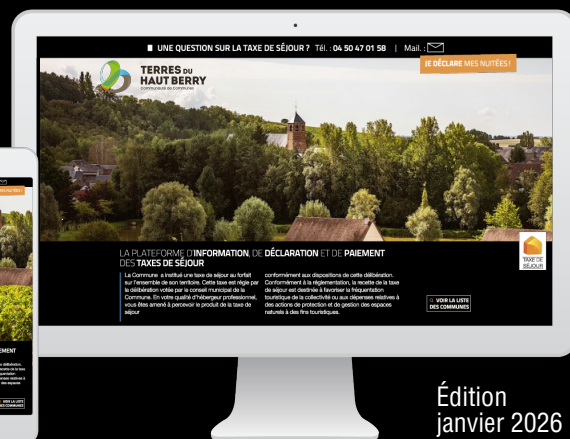 UNE QUESTION SUR LA TAXE DE SÉJOUR ? Tél. : 04 50 47 01 58 | Mail. :
JE DÉCLARE MES NUITÉES !
TERRES DU
HAUT BERRY
Communauté de Communes
LA PLATEFORME D'INFORMATION, DE DÉCLARATION ET DE PAIEMENT
DES TAXES DE SÉJOUR
La Commune a institué une taxe de séjour au forfait
sur l'ensemble de son territoire. Cette taxe est régie par
la délibération votée par le conseil municipal de la
Commune. En votre qualité d'hébergeur professionnel,
vous êtes amené à percevoir le produit de la taxe de
séjour
conformément aux dispositions de cette délibération.
Conformément à la réglementation, la recette de la taxe
de séjour est destinée à favoriser la fréquentation
touristique de la collectivité ou aux dépenses relatives à
des actions de protection et de gestion des espaces
naturels à des fins touristiques.
VOIR LA LISTE
DES COMMUNES
TAXE DE
SÉJOUR
Édition
janvier 2026